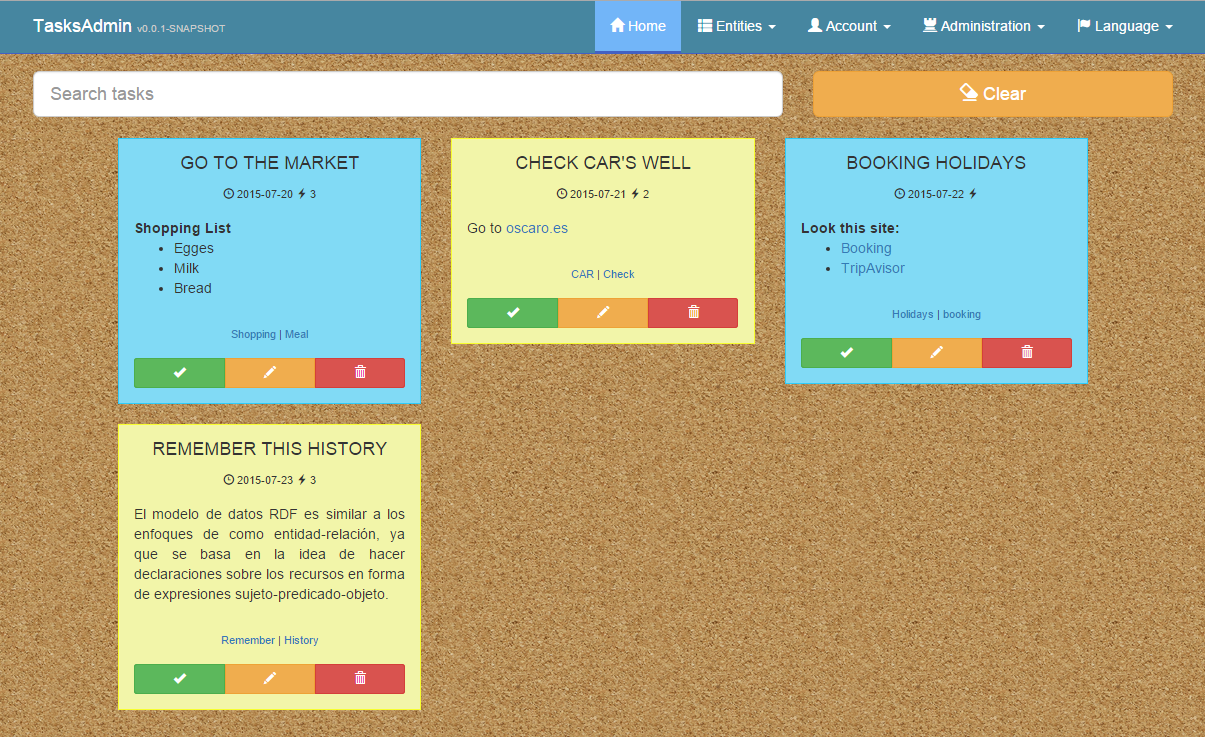 TasksAdmin v0.0.1-SNAPSHOT
Home
Entities
Account
Administration
Language
Search tasks
Clear
GO TO THE MARKET
2015-07-20 3
Shopping List
Egges
Milk
Bread
Shopping | Meal
CHECK CAR'S WELL
2015-07-21 2
Go to oscaro.es
CAR | Check
BOOKING HOLIDAYS
2015-07-22
Look this site:
Booking
TripAvisor
Holidays | booking
REMEMBER THIS HISTORY
2015-07-23 3
El modelo de datos RDF es similar a los
enfoques de como entidad-relación, ya
que se basa en la idea de hacer
declaraciones sobre los recursos en forma
de expresiones sujeto-predicado-objeto.
Remember | History